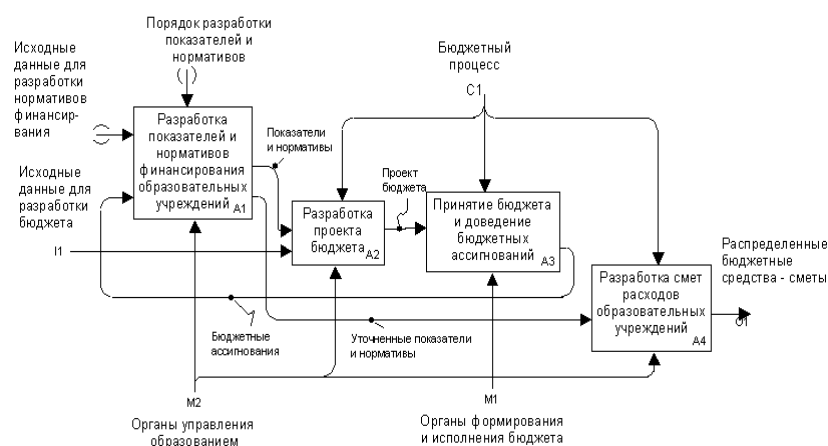 Порядок разработки
показателей и
нормативов
Исходные
данные для
разработки
нормативов
финансир-
вания
Бюджетный
процесс
C1
Разработка
показателей и
нормативов
финансирования
образовательных
учреждений
A1
Показатели
и нормативы
Исходные
данные для
разработки
бюджета
I1
Разработка
проекта
бюджета
A2
Проект
бюджета
Принятие бюджета
и доведение
бюджетных
ассигнований
A3
Распределенные
бюджетные
средства - сметы
O1
Разработка смет
расходов
образовательных
учреждений
A4
Бюджетные
ассигнования
Уточненные показатели
и нормативы
M2
Органы управления
образованием
M1
Органы формирования
и исполнения бюджета